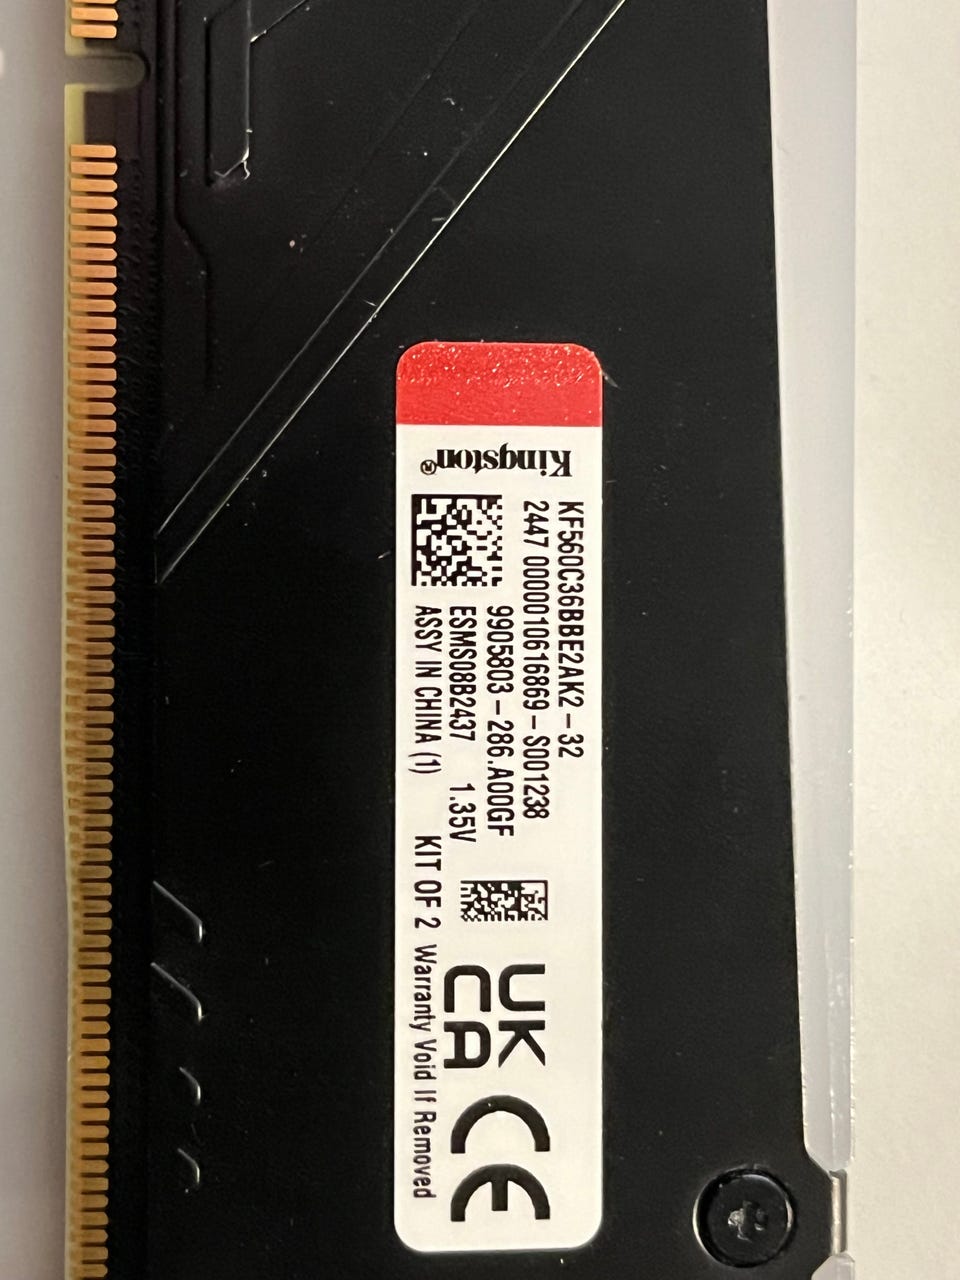 Kingston®
KF560C36BBE2AK2-32
2447 000010616869-S001238
9905803-286.A00GF
ESMS08B2437 1.35V
ASSY IN CHINA (1) KIT OF 2 Warranty Void If Removed
UK
CA
CE